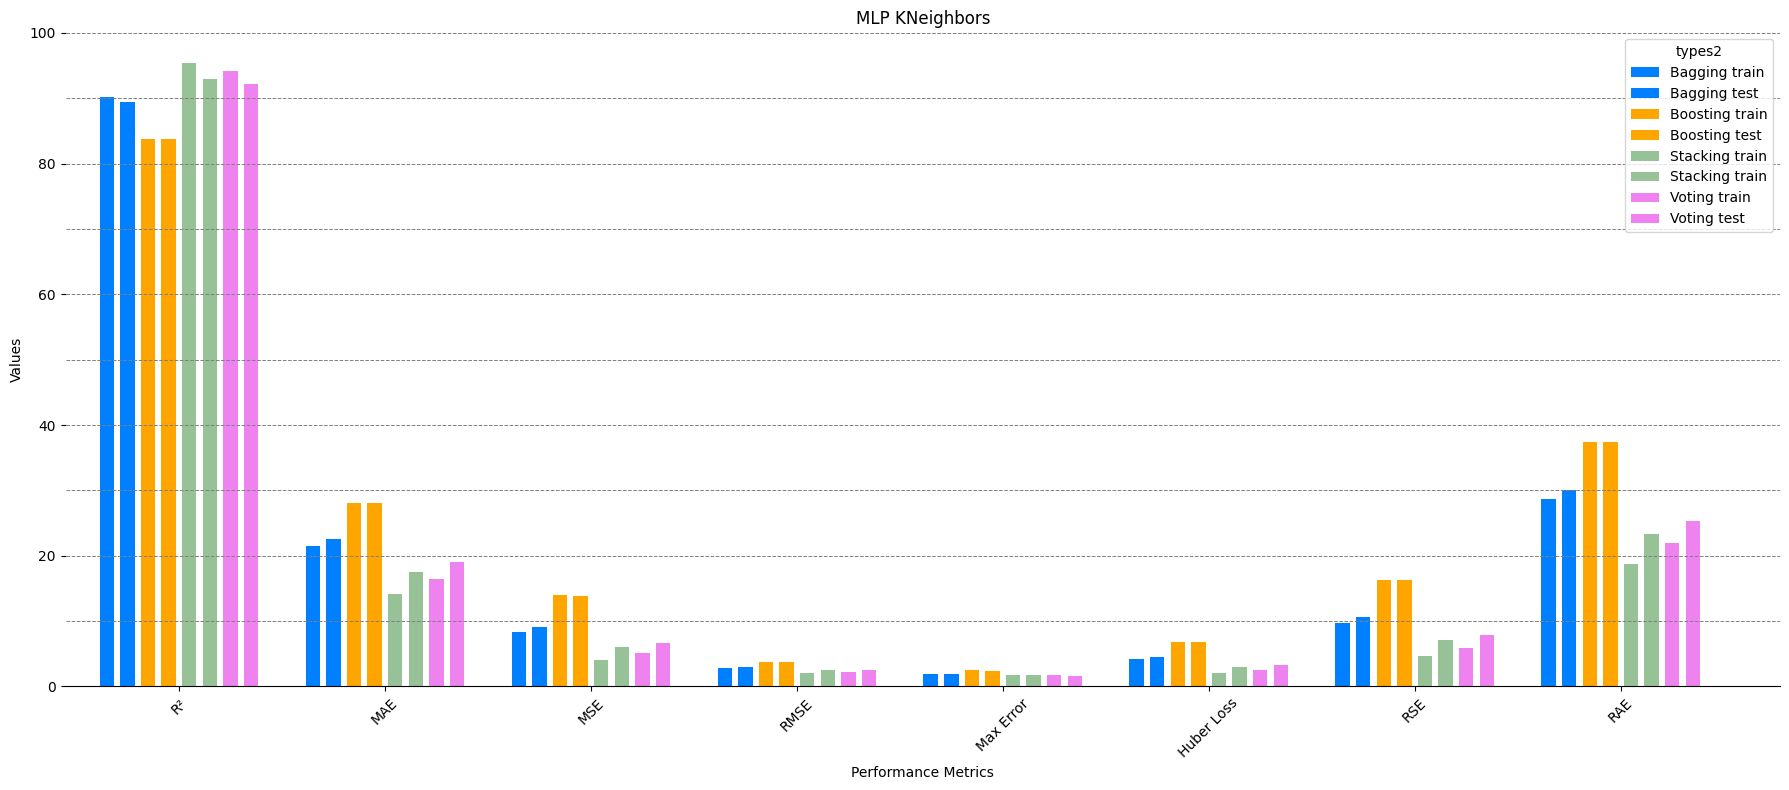 MLP KNeighbors
types2
Bagging train
Bagging test
Boosting train
Boosting test
Stacking train
Stacking train
Voting train
Voting test
100
80
60
40
20
0
Values
R²
MAE
MSE
RMSE
Max Error
Huber Loss
RSE
RAE
Performance Metrics